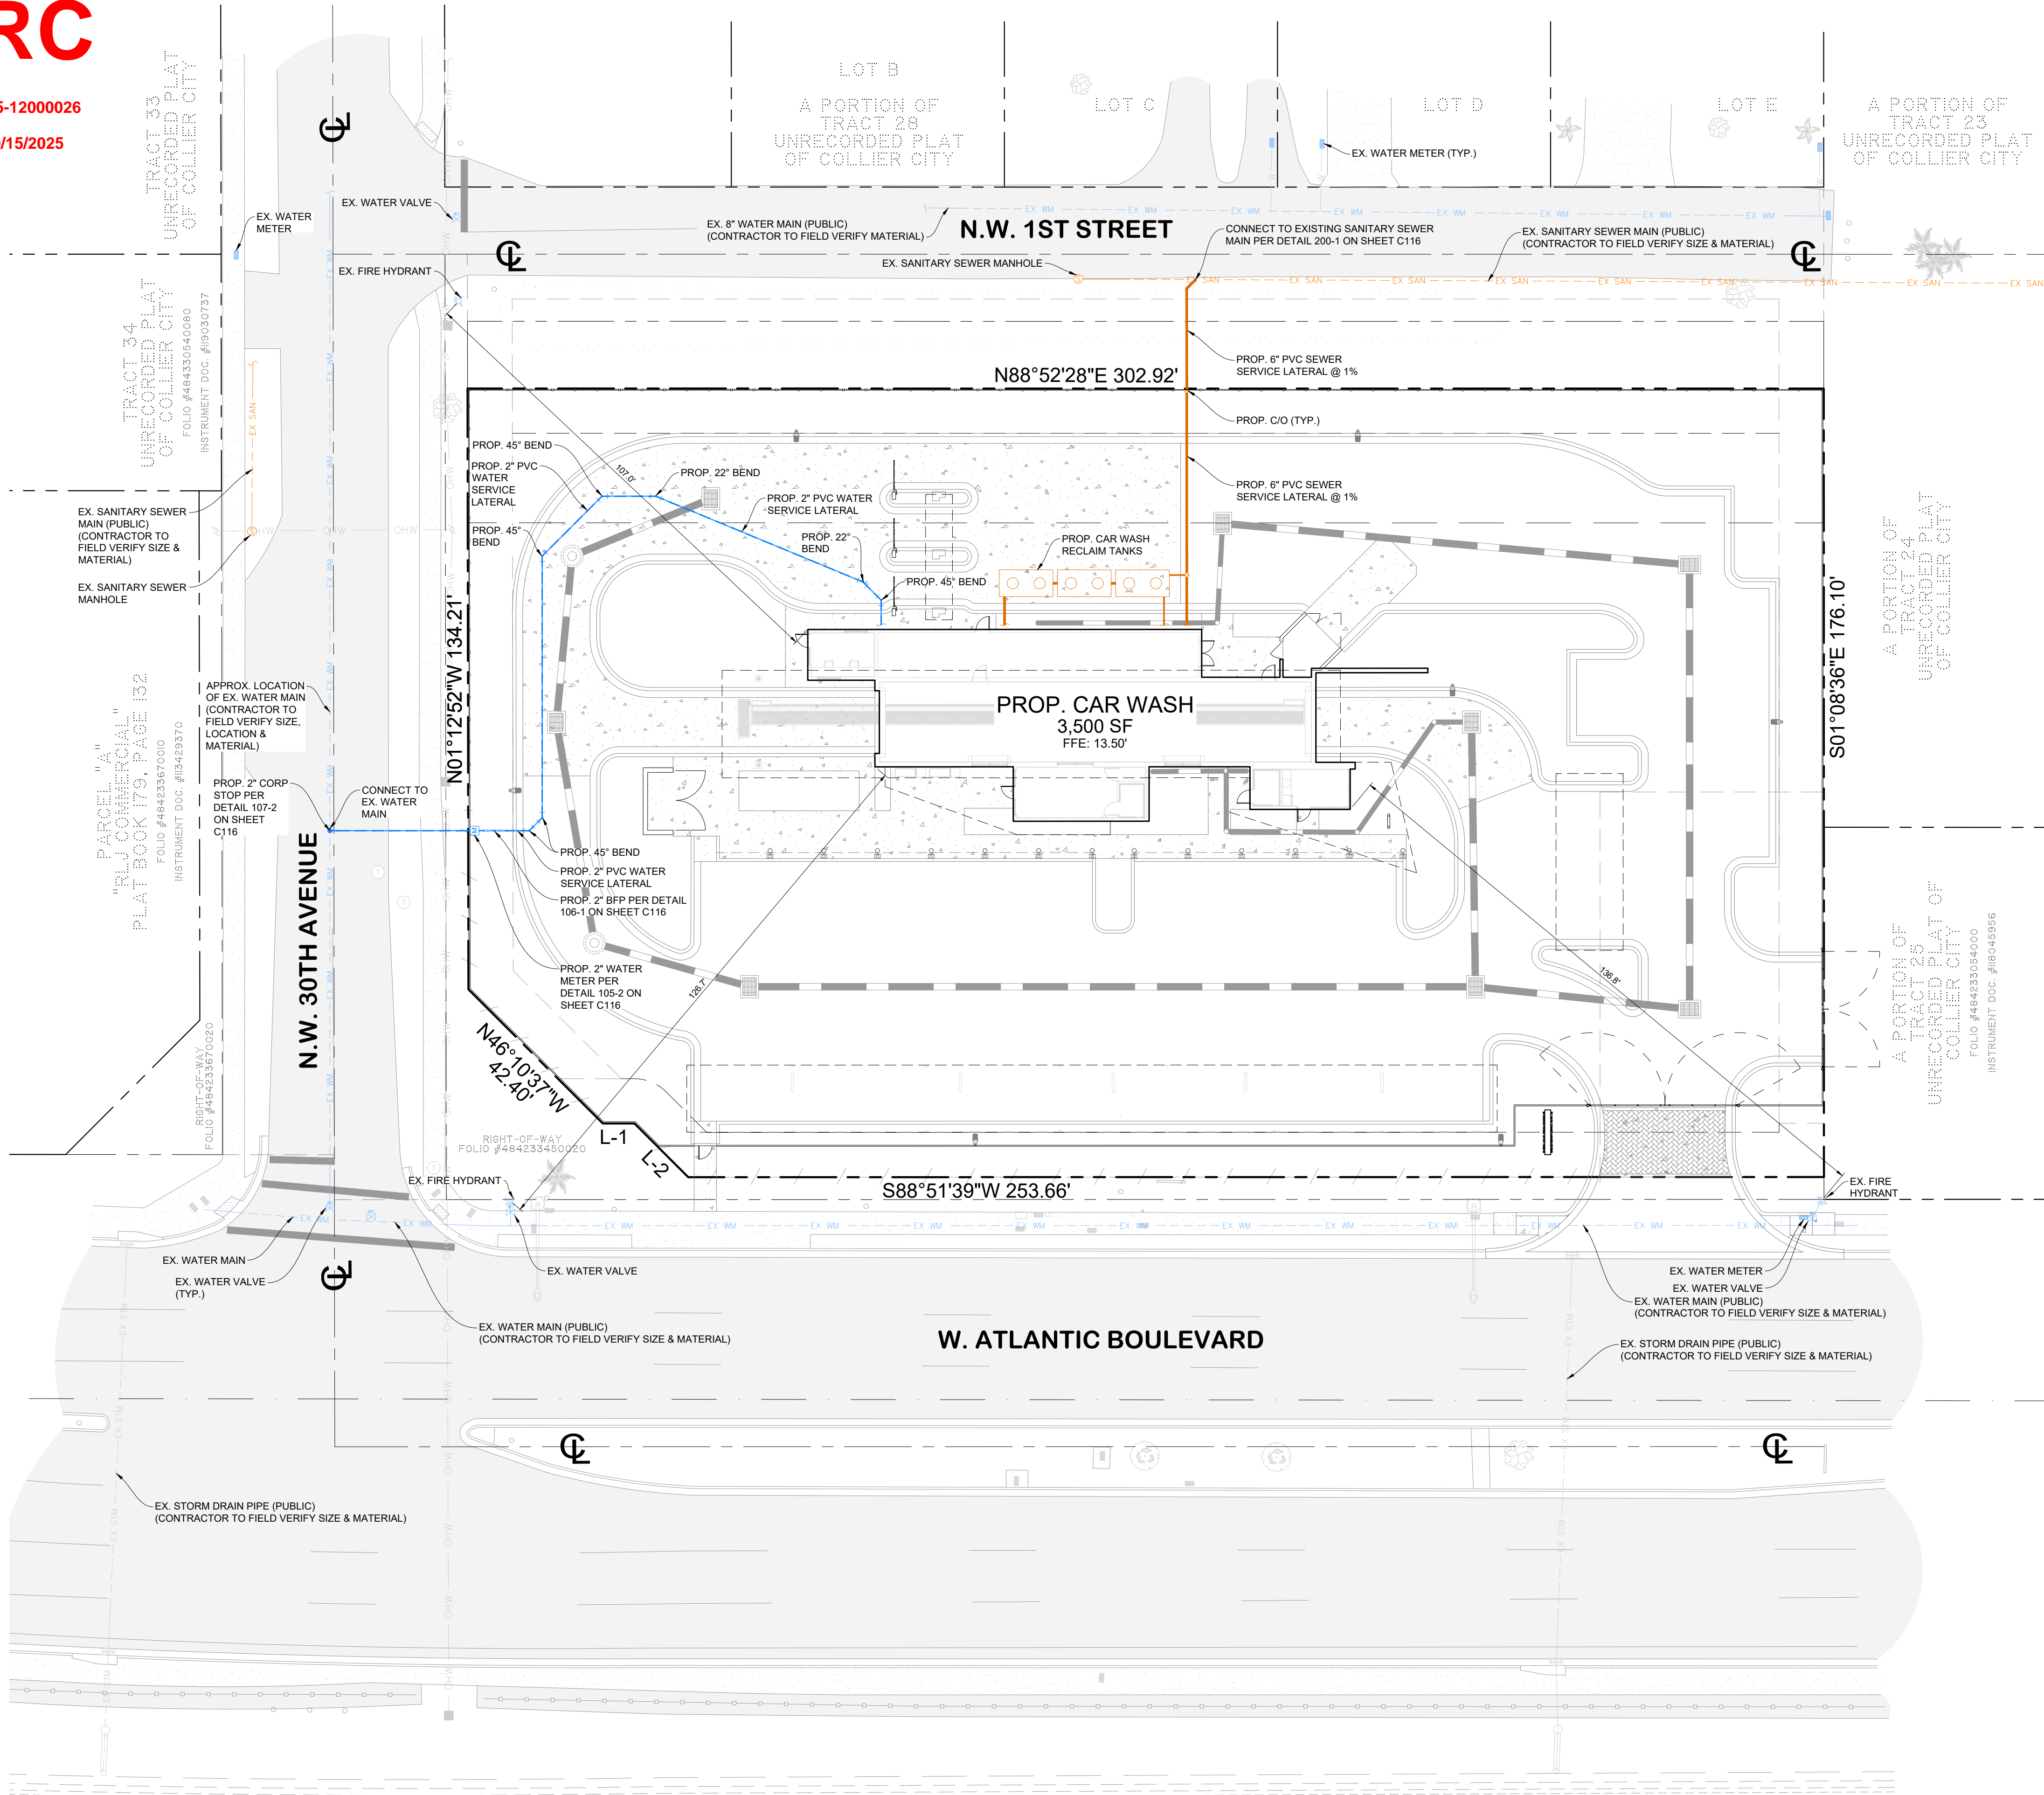 RC
5-12000026
/15/2025
TRACT 33
UNRECORDED PLAT
OF COLLIER CITY
LOT B
A PORTION OF
TRACT 28
UNRECORDED PLAT
OF COLLIER CITY
LOT C
LOT D
LOT E
A PORTION OF
TRACT 23
UNRECORDED PLAT
OF COLLIER CITY
EX. WATER METER (TYP.)
EX. WATER
METER
EX. WATER VALVE
EX. 8" WATER MAIN (PUBLIC)
(CONTRACTOR TO FIELD VERIFY MATERIAL)
N.W. 1ST STREET
CONNECT TO EXISTING SANITARY SEWER
MAIN PER DETAIL 200-1 ON SHEET C116
EX. SANITARY SEWER MAIN (PUBLIC)
(CONTRACTOR TO FIELD VERIFY SIZE & MATERIAL)
EX. FIRE HYDRANT
EX. SANITARY SEWER MANHOLE
EX WM
EX SAN
TRACT 34
UNRECORDED PLAT
OF COLLIER CITY
FOLIO #4842330540080
INSTRUMENT DOC. #119030737
PROP. 6" PVC SEWER
SERVICE LATERAL @ 1%
N88°52'28"E 302.92'
PROP. C/O (TYP.)
PROP. 45° BEND
PROP. 2" PVC
WATER
SERVICE
LATERAL
107.0'
PROP. 22° BEND
PROP. 2" PVC WATER
SERVICE LATERAL
PROP. 6" PVC SEWER
SERVICE LATERAL @ 1%
EX. SANITARY SEWER
MAIN (PUBLIC)
(CONTRACTOR TO
FIELD VERIFY SIZE &
MATERIAL)
OHW
PROP. 45°
BEND
PROP. 22°
BEND
PROP. CAR WASH
RECLAIM TANKS
PROP. 45° BEND
EX. SANITARY SEWER
MANHOLE
A PORTION OF
TRACT 24
UNRECORDED PLAT
OF COLLIER CITY
N01°12'52"W 134.21'
S01°08'36"E 176.10'
PROP. CAR WASH
3,500 SF
FFE: 13.50'
APPROX. LOCATION
OF EX. WATER MAIN
(CONTRACTOR TO
FIELD VERIFY SIZE,
LOCATION &
MATERIAL)
PARCEL "A"
"RLJ COMMERCIAL"
PLAT BOOK 179, PAGE 132
FOLIO #484233670010
INSTRUMENT DOC. #113429370
PROP. 2" CORP
STOP PER
DETAIL 107-2
ON SHEET
C116
CONNECT TO
EX. WATER
MAIN
N.W. 30TH AVENUE
PROP. 45° BEND
PROP. 2" PVC WATER
SERVICE LATERAL
PROP. 2" BFP PER DETAIL
106-1 ON SHEET C116
PROP. 2" WATER
METER PER
DETAIL 105-2 ON
SHEET C116
126.7'
136.8'
A PORTION OF
TRACT 25
UNRECORDED PLAT OF
COLLIER CITY
FOLIO #484233054000
INSTRUMENT DOC. #118045956
RIGHT-OF-WAY
FOLIO #484233670020
N46°10'37"W
42.40'
L-1
L-2
RIGHT-OF-WAY
FOLIO #484233450020
EX. FIRE HYDRANT
S88°51'39"W 253.66'
EX. FIRE
HYDRANT
EX. WATER MAIN
EX. WATER VALVE
(TYP.)
EX. WATER VALVE
EX. WATER METER
EX. WATER VALVE
EX. WATER MAIN (PUBLIC)
(CONTRACTOR TO FIELD VERIFY SIZE & MATERIAL)
EX. WATER MAIN (PUBLIC)
(CONTRACTOR TO FIELD VERIFY SIZE & MATERIAL)
W. ATLANTIC BOULEVARD
EX. STORM DRAIN PIPE (PUBLIC)
(CONTRACTOR TO FIELD VERIFY SIZE & MATERIAL)
EX STM
EX. STORM DRAIN PIPE (PUBLIC)
(CONTRACTOR TO FIELD VERIFY SIZE & MATERIAL)